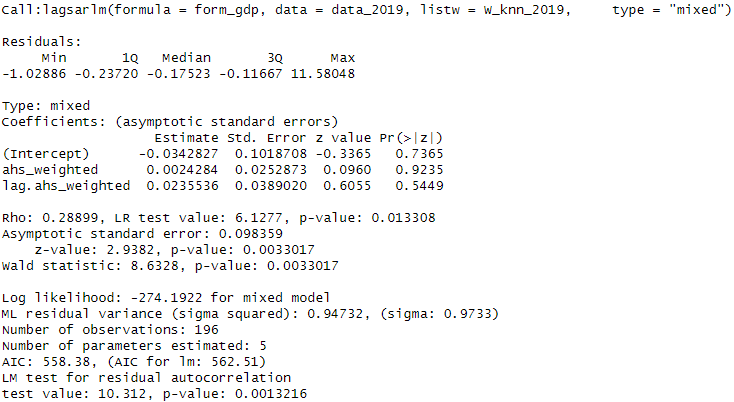 Call:lagsarlm(formula = form_gdp, data = data_2019, listw = W_knn_2019,     type = "mixed")
Residuals:
     Min       1Q   Median       3Q      Max
-1.02886 -0.23720 -0.17523 -0.11667 11.58048
Type: mixed
Coefficients: (asymptotic standard errors)
                   Estimate Std. Error z value Pr(>|z|)
(Intercept)      -0.0342827  0.1018708 -0.3365   0.7365
ahs_weighted      0.0024284  0.0252873  0.0960   0.9235
lag.ahs_weighted  0.0235536  0.0389020  0.6055   0.5449
Rho: 0.28899, LR test value: 6.1277, p-value: 0.013308
Asymptotic standard error: 0.098359
    z-value: 2.9382, p-value: 0.0033017
Wald statistic: 8.6328, p-value: 0.0033017
Log likelihood: -274.1922 for mixed model
ML residual variance (sigma squared): 0.94732, (sigma: 0.9733)
Number of observations: 196
Number of parameters estimated: 5
AIC: 558.38, (AIC for lm: 562.51)
LM test for residual autocorrelation
test value: 10.312, p-value: 0.0013216